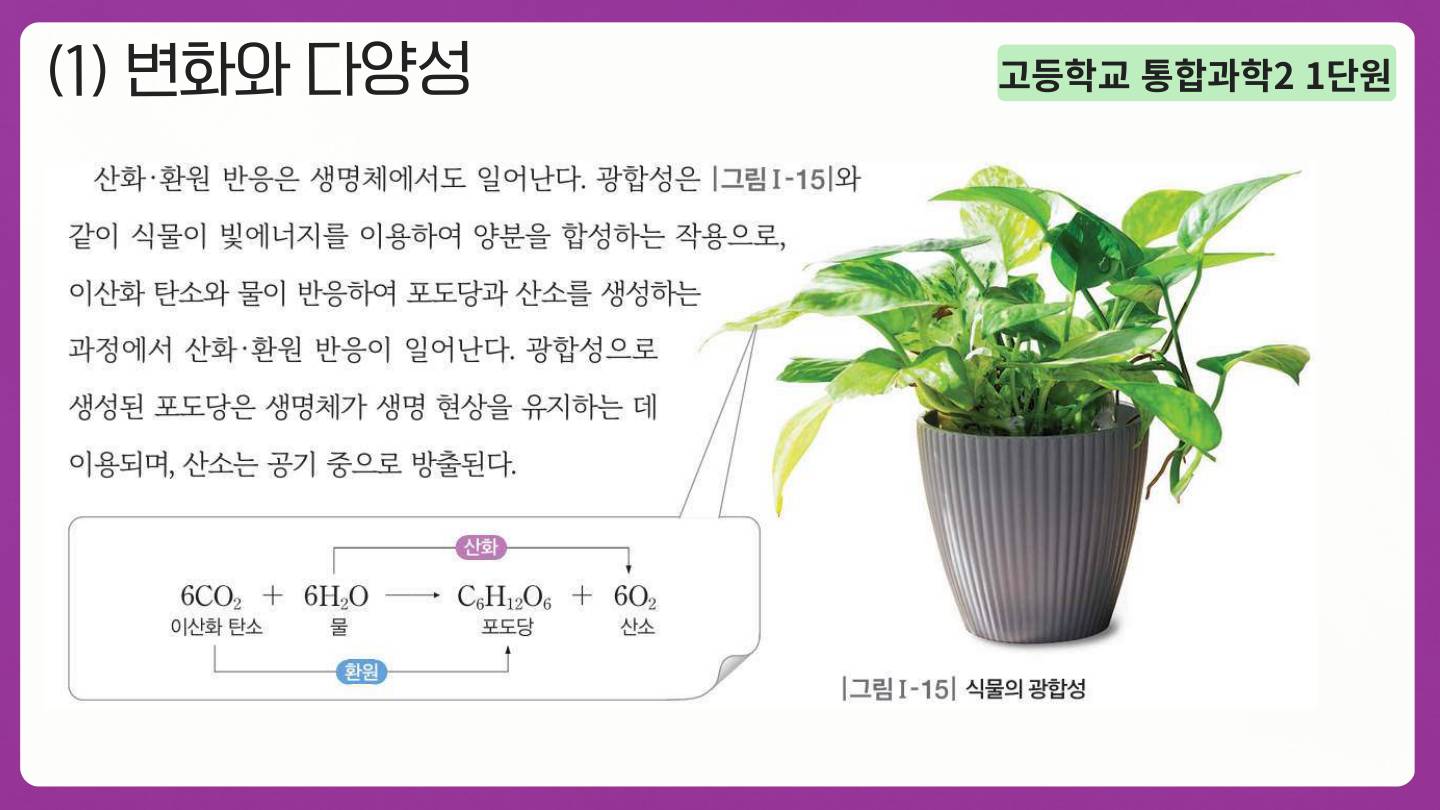 (1) 변화와 다양성
고등학교 통합과학2 1단원
산화·환원 반응은 생명체에서도 일어난다. 광합성은 |그림 I-15|와
같이 식물이 빛에너지를 이용하여 양분을 합성하는 작용으로,
이산화 탄소와 물이 반응하여 포도당과 산소를 생성하는
과정에서 산화·환원 반응이 일어난다. 광합성으로
생성된 포도당은 생명체가 생명 현상을 유지하는 데
이용되며, 산소는 공기 중으로 방출된다.
산화
6CO₂ + 6H₂O ⟶ C₆H₁₂O₆ + 6O₂
이산화 탄소 물 포도당 산소
환원
|그림 I-15| 식물의 광합성